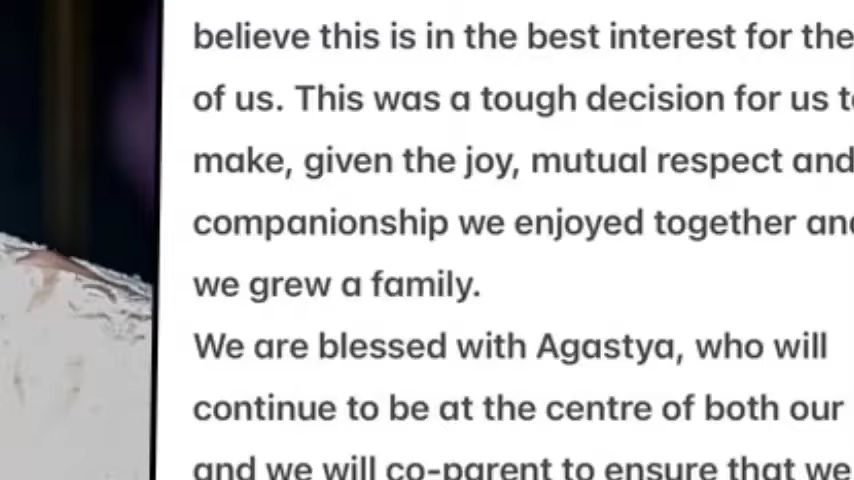 believe this is in the best interest for the
of us. This was a tough decision for us
make, given the joy, mutual respect and
companionship we enjoyed together
we grew a family.
We are blessed with Agastya, who will
continue to be at the centre of both our
and we will co-parent to ensure that we